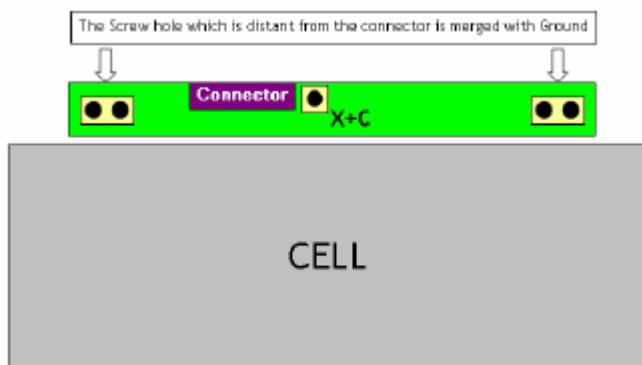 The Screw hole which is distant from the connector is merged with Ground
Connector
X+C
CELL